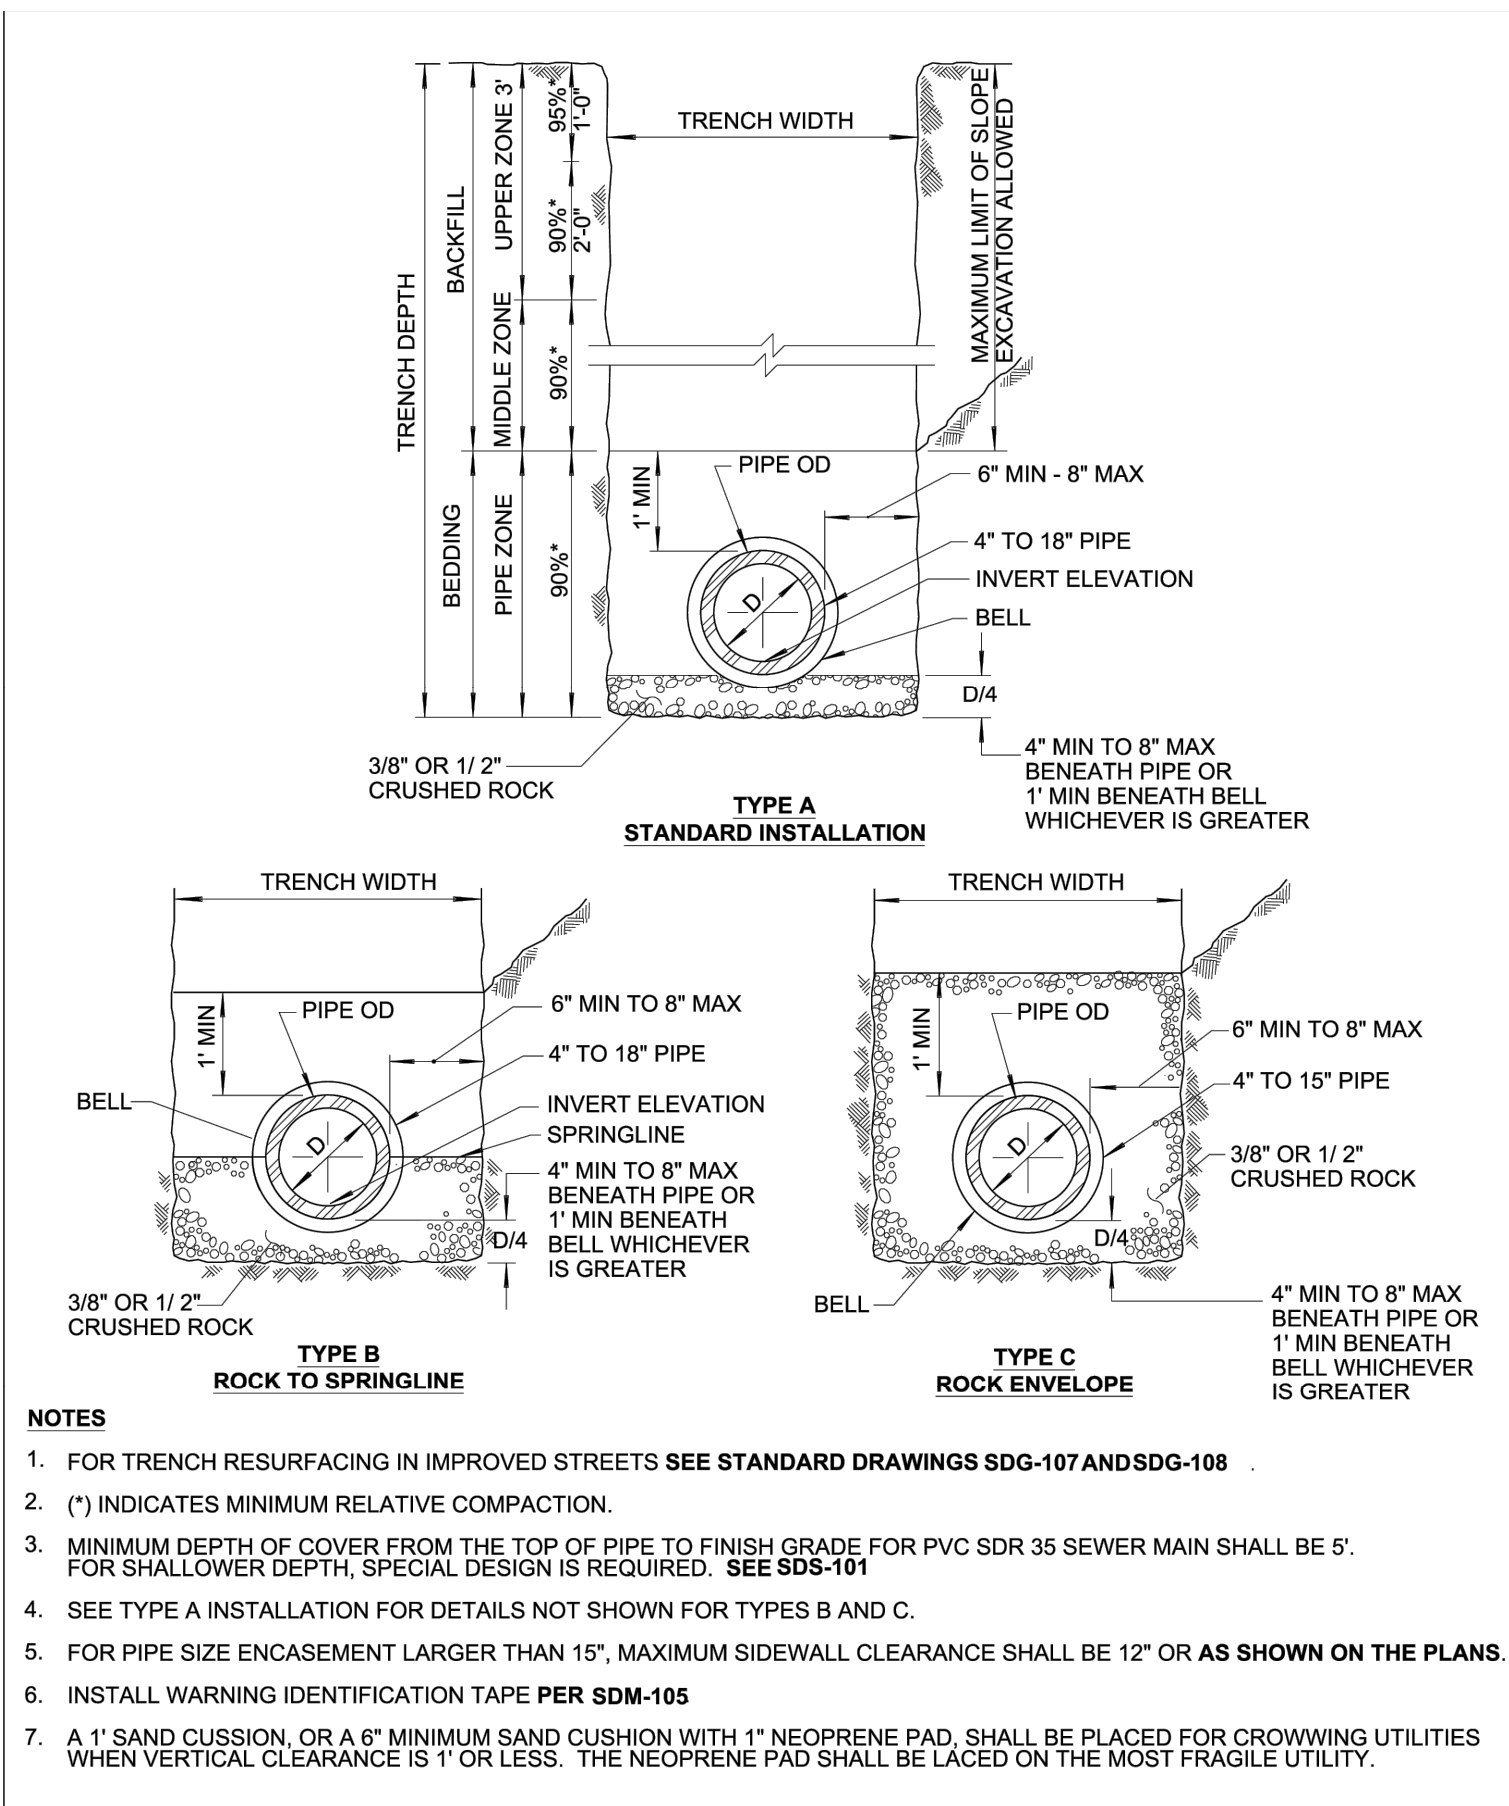 TRENCH DEPTH
BACKFILL
BEDDING
UPPER ZONE 3'
MIDDLE ZONE
PIPE ZONE
95%*
1'-0"
90%*
2'-0"
90%*
90%*
TRENCH WIDTH
MAXIMUM LIMIT OF SLOPE
EXCAVATION ALLOWED
1' MIN
PIPE OD
D
6" MIN - 8" MAX
4" TO 18" PIPE
INVERT ELEVATION
BELL
D/4
4" MIN TO 8" MAX
BENEATH PIPE OR
1' MIN BENEATH BELL
WHICHEVER IS GREATER
3/8" OR 1/ 2"
CRUSHED ROCK
TYPE A
STANDARD INSTALLATION
TRENCH WIDTH
1' MIN
PIPE OD
D
BELL
6" MIN TO 8" MAX
4" TO 18" PIPE
INVERT ELEVATION
SPRINGLINE
4" MIN TO 8" MAX
BENEATH PIPE OR
1' MIN BENEATH
BELL WHICHEVER
IS GREATER
D/4
3/8" OR 1/ 2"
CRUSHED ROCK
TYPE B
ROCK TO SPRINGLINE
TRENCH WIDTH
1' MIN
PIPE OD
D
6" MIN TO 8" MAX
4" TO 15" PIPE
3/8" OR 1/ 2"
CRUSHED ROCK
D/4
BELL
4" MIN TO 8" MAX
BENEATH PIPE OR
1' MIN BENEATH
BELL WHICHEVER
IS GREATER
TYPE C
ROCK ENVELOPE
NOTES
1. FOR TRENCH RESURFACING IN IMPROVED STREETS SEE STANDARD DRAWINGS SDG-107 AND SDG-108 .
2. (*) INDICATES MINIMUM RELATIVE COMPACTION.
3. MINIMUM DEPTH OF COVER FROM THE TOP OF PIPE TO FINISH GRADE FOR PVC SDR 35 SEWER MAIN SHALL BE 5'.
FOR SHALLOWER DEPTH, SPECIAL DESIGN IS REQUIRED. SEE SDS-101
4. SEE TYPE A INSTALLATION FOR DETAILS NOT SHOWN FOR TYPES B AND C.
5. FOR PIPE SIZE ENCASEMENT LARGER THAN 15", MAXIMUM SIDEWALL CLEARANCE SHALL BE 12" OR AS SHOWN ON THE PLANS.
6. INSTALL WARNING IDENTIFICATION TAPE PER SDM-105
7. A 1' SAND CUSSION, OR A 6" MINIMUM SAND CUSHION WITH 1" NEOPRENE PAD, SHALL BE PLACED FOR CROWWING UTILITIES
WHEN VERTICAL CLEARANCE IS 1' OR LESS. THE NEOPRENE PAD SHALL BE LACED ON THE MOST FRAGILE UTILITY.